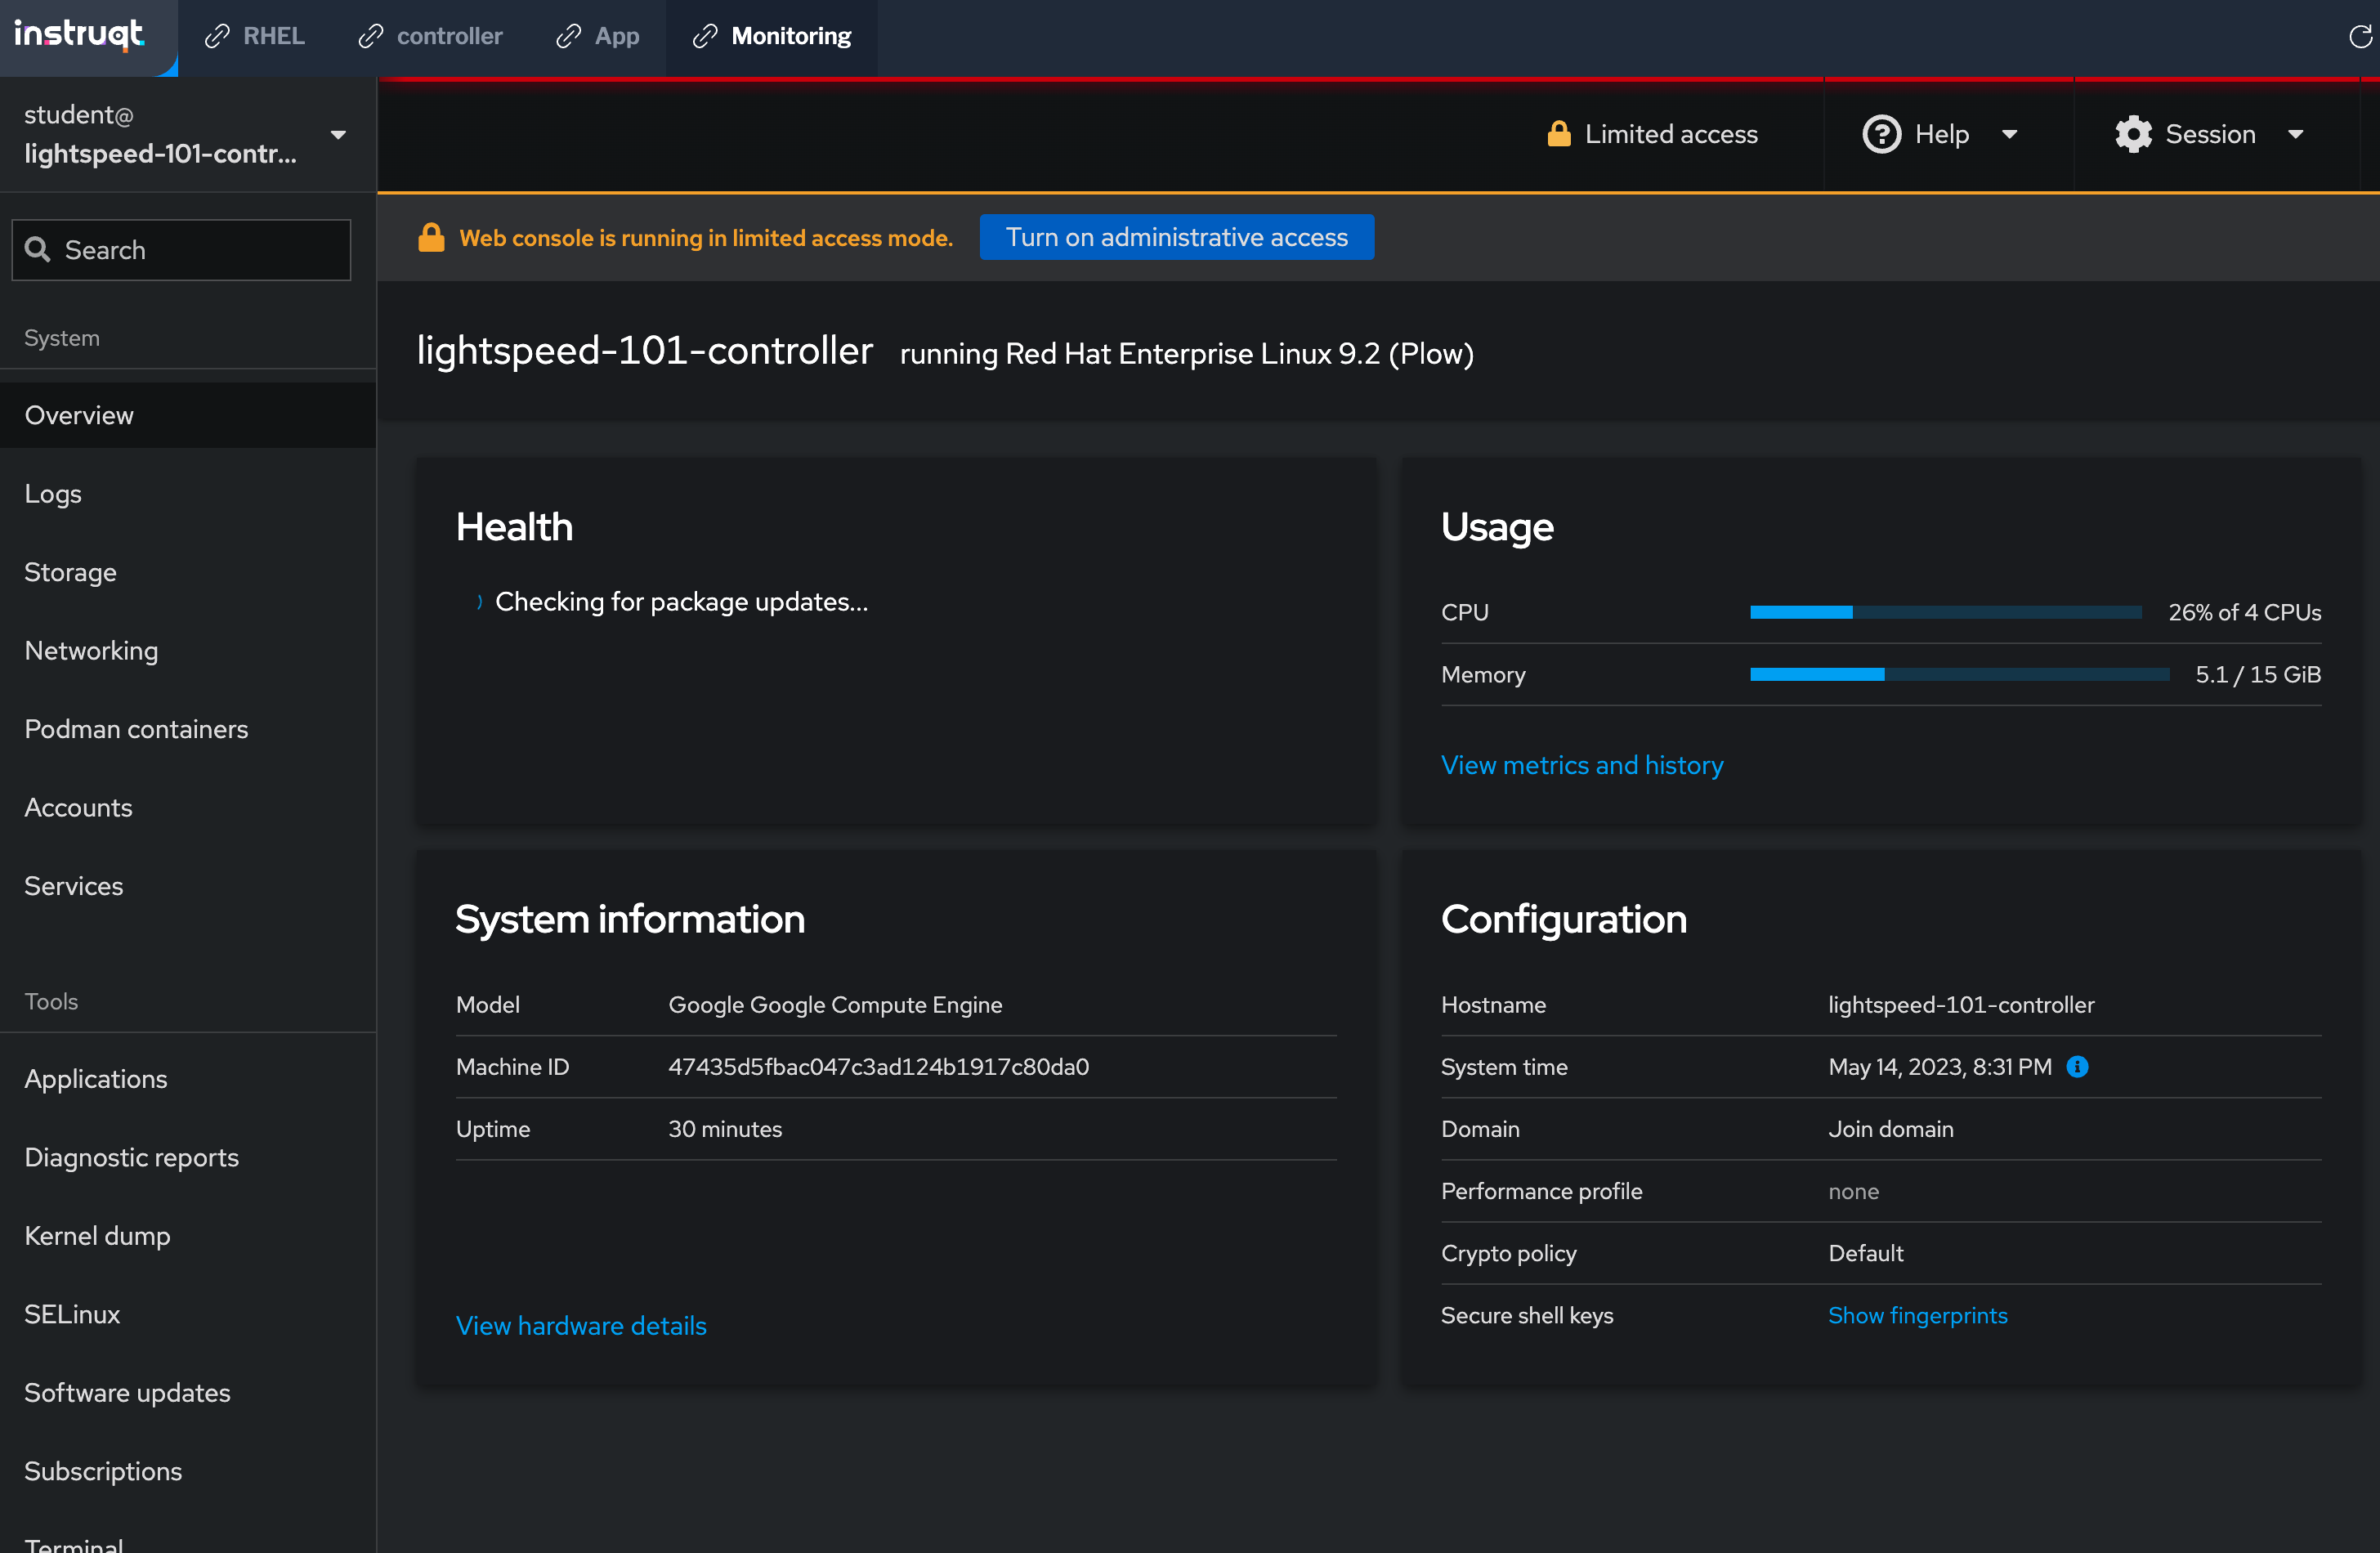 instruqt
RHEL
controller
App
Monitoring
student@
lightspeed-101-contr...
Limited access
Help
Session
Search
Web console is running in limited access mode.
Turn on administrative access
System
Overview
Logs
Storage
Networking
Podman containers
Accounts
Services
Tools
Applications
Diagnostic reports
Kernel dump
SELinux
Software updates
Subscriptions
Terminal
lightspeed-101-controller running Red Hat Enterprise Linux 9.2 (Plow)
Health
Checking for package updates...
Usage
CPU 26% of 4 CPUs
Memory 5.1 / 15 GiB
View metrics and history
System information
Model Google Google Compute Engine
Machine ID 47435d5fbac047c3ad124b1917c80da0
Uptime 30 minutes
View hardware details
Configuration
Hostname lightspeed-101-controller
System time May 14, 2023, 8:31 PM
Domain Join domain
Performance profile none
Crypto policy Default
Secure shell keys Show fingerprints